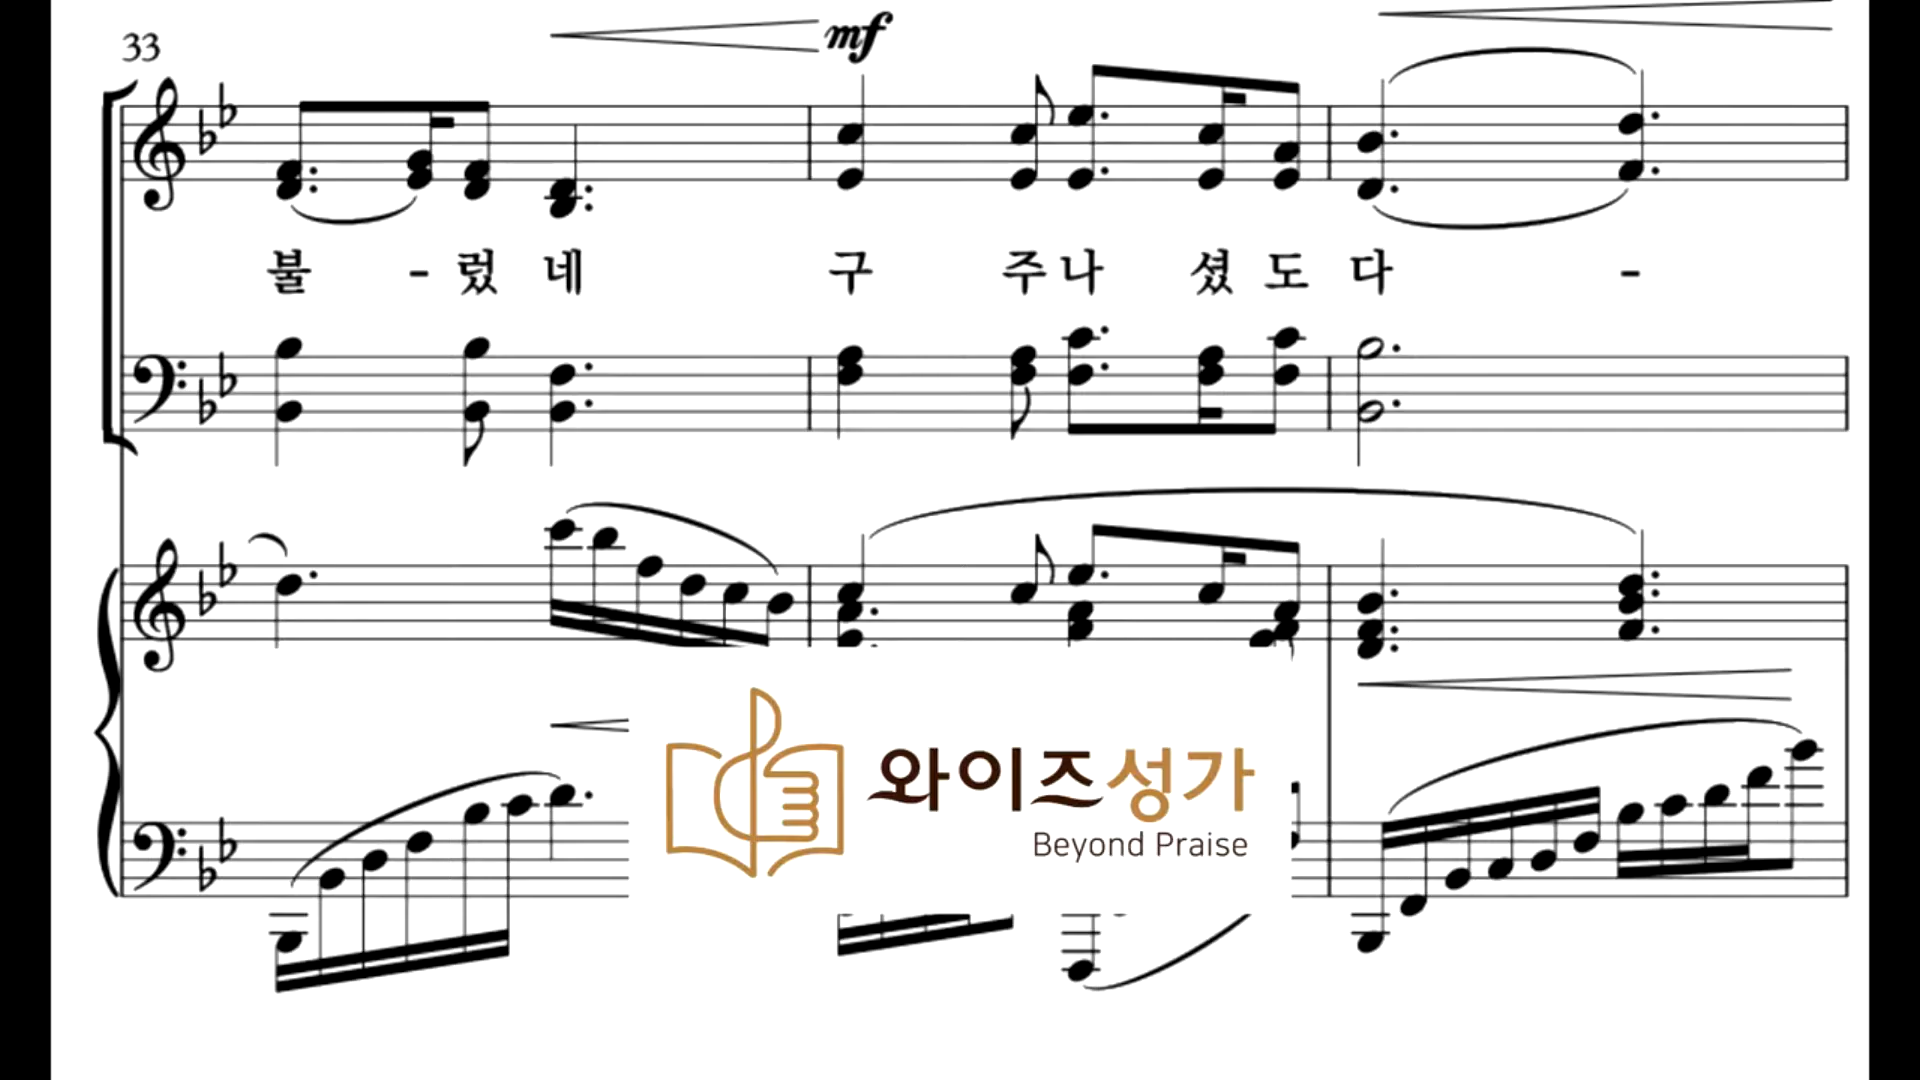 33
mf
불 - 렀 네 구 주 나 셨 도 다 -
와이즈성가
Beyond Praise